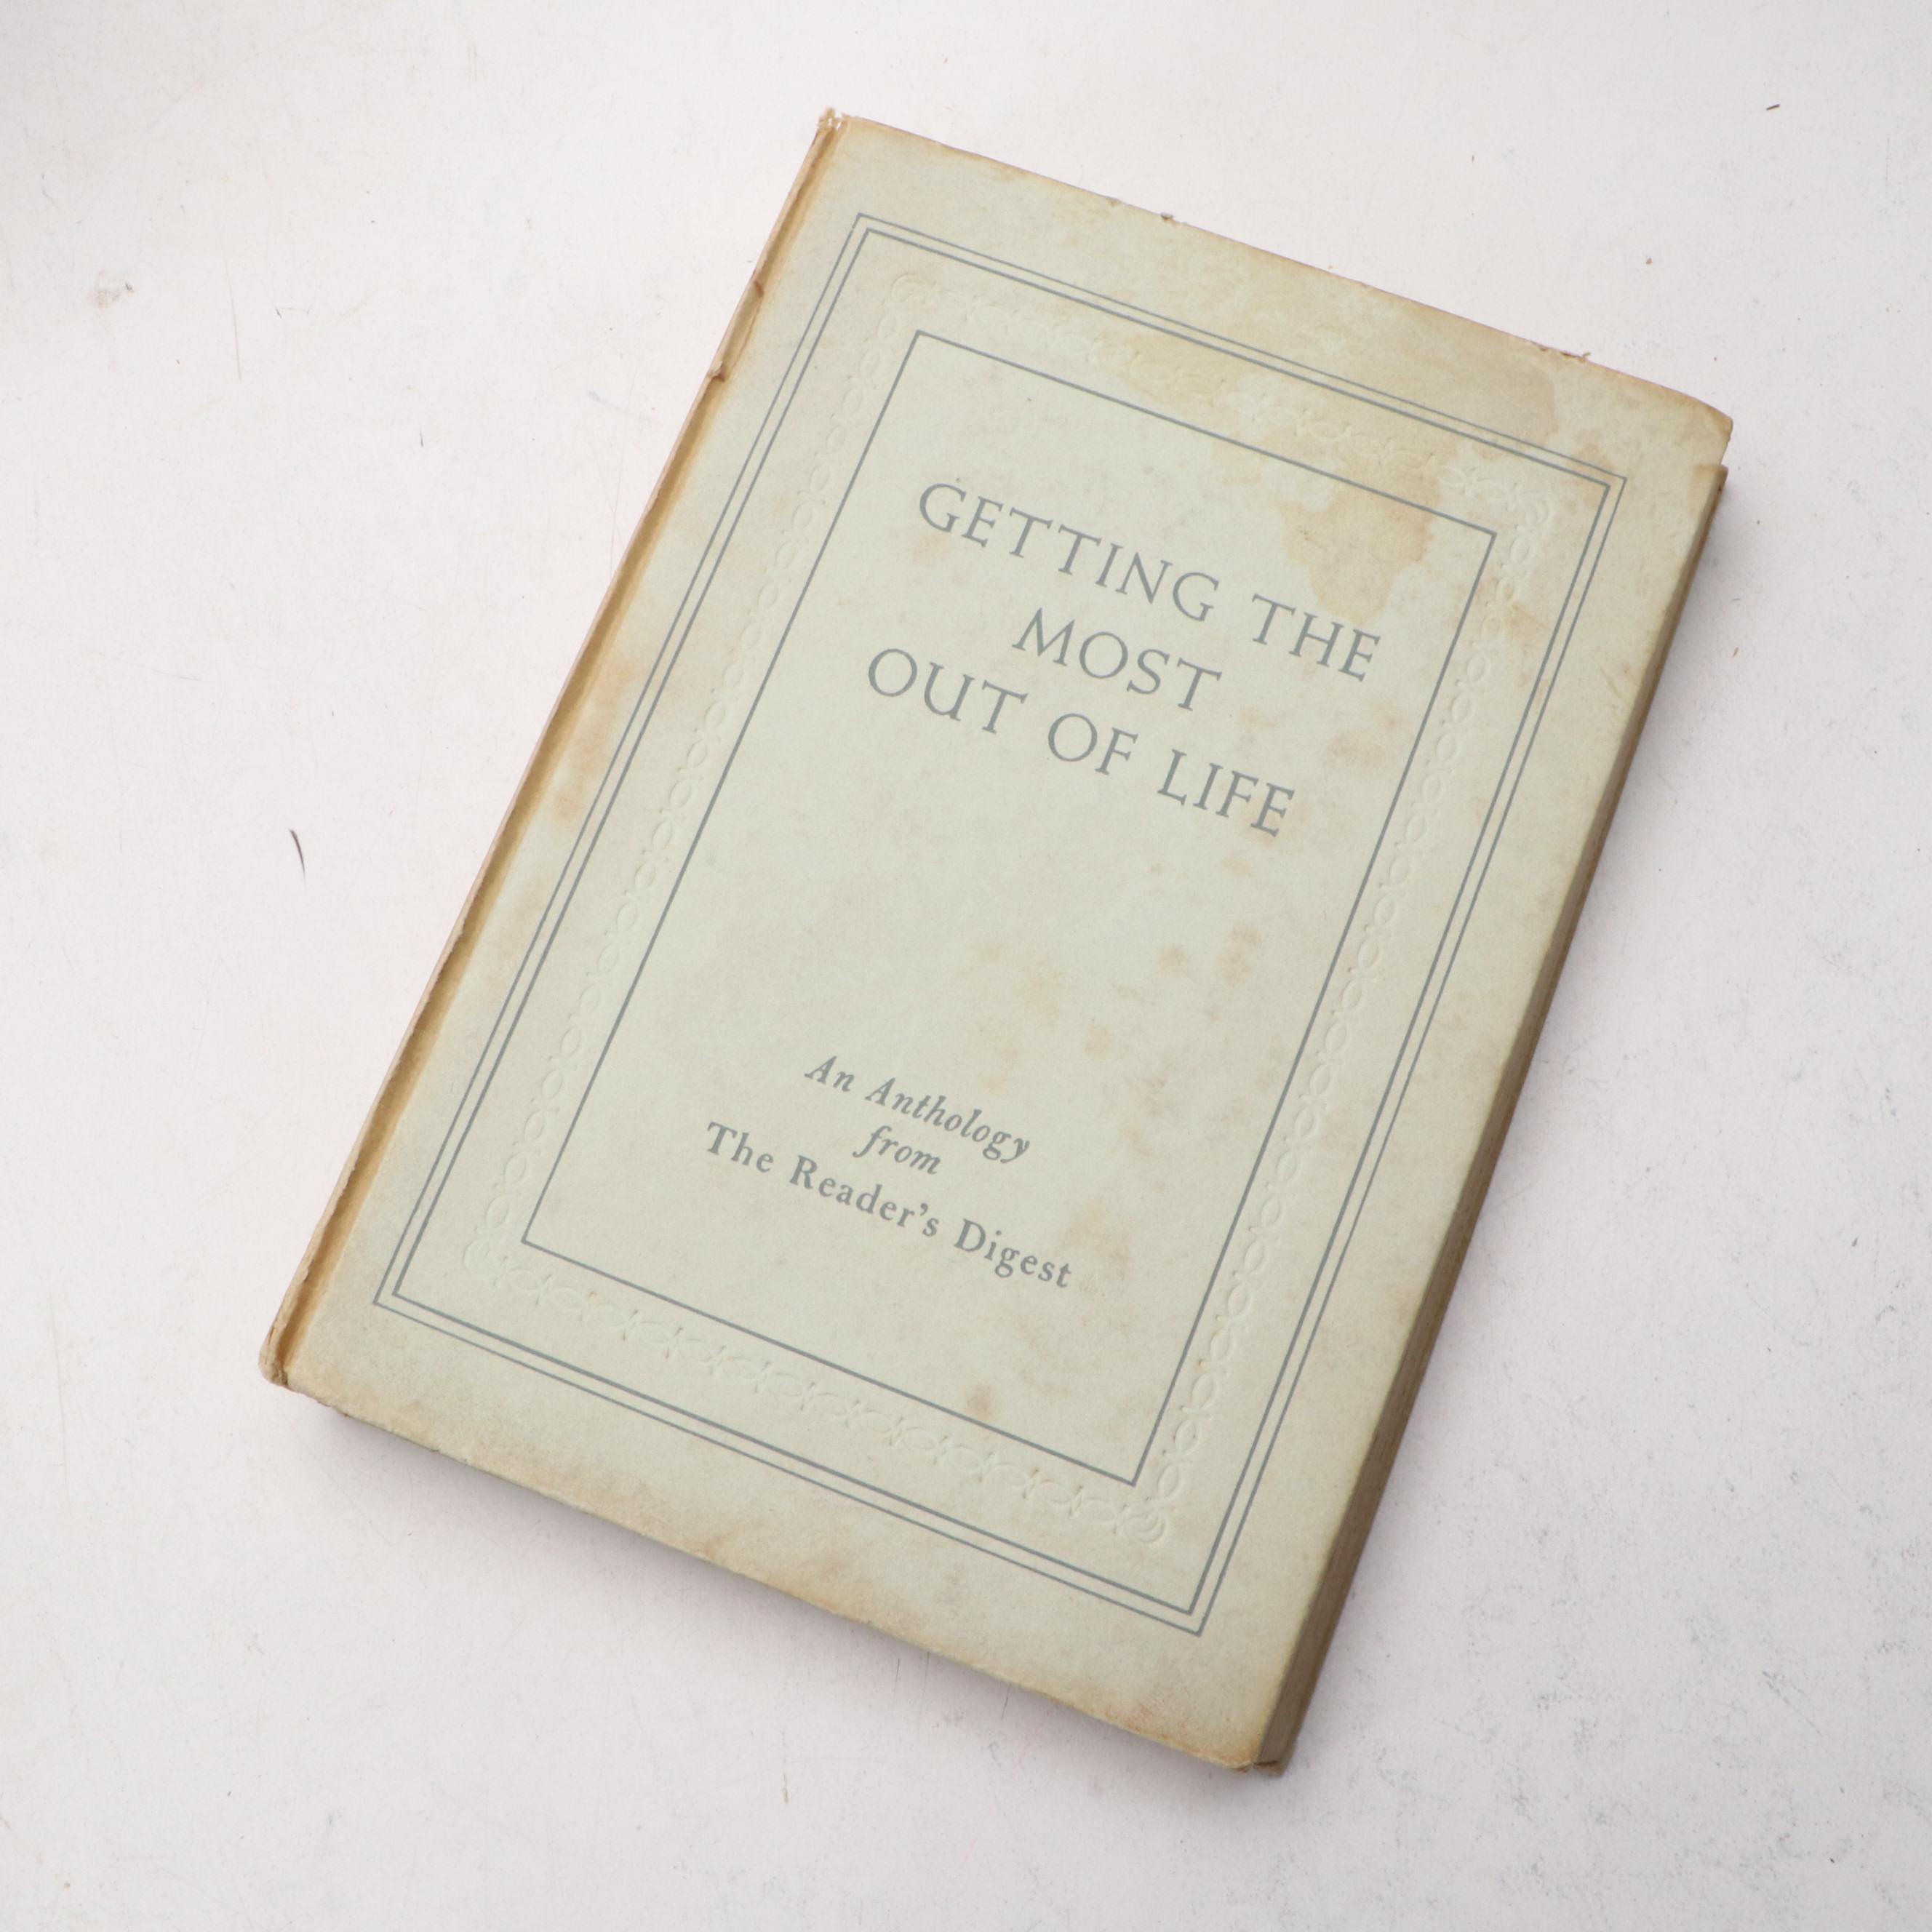 GETTING THE
MOST
OUT OF LIFE
An Anthology
from
The Reader's Digest